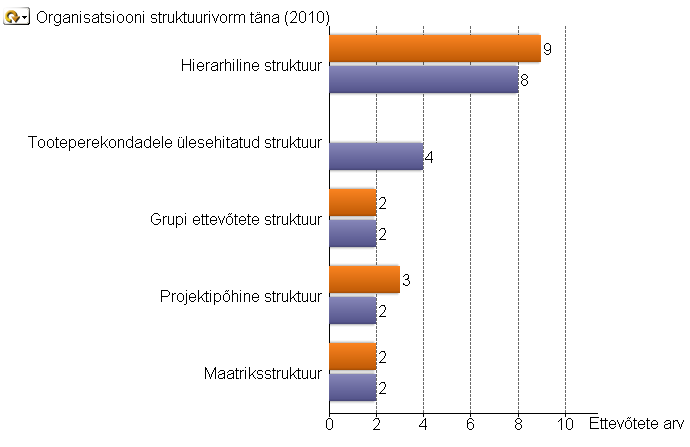 Organisatsiooni struktuurivorm täna (2010)
Hierarhiline struktuur
9
8
Tooteperekondadele ülesehitatud struktuur
4
Grupi ettevõtete struktuur
2
2
Projektipõhine struktuur
3
2
Maatriksstruktuur
2
2
0 2 4 6 8 10 Ettevõtete arv